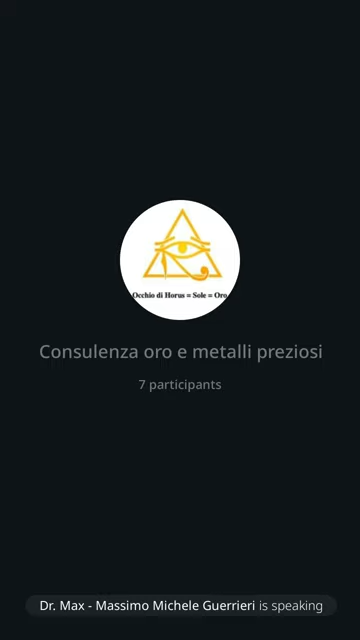 Occhio di Horus = Sole = Oro
Consulenza oro e metalli preziosi
7 participants
Dr. Max - Massimo Michele Guerrieri is speaking